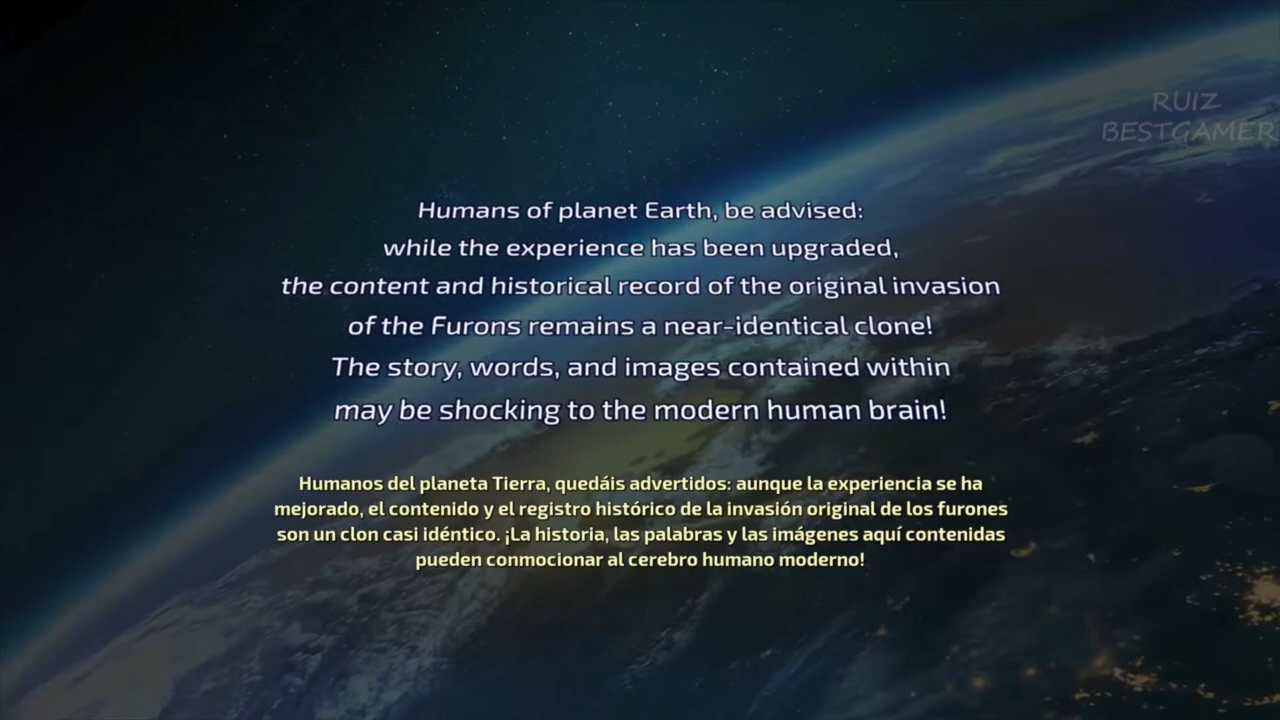 RUIZ
BESTGAMER
Humans of planet Earth, be advised:
while the experience has been upgraded,
the content and historical record of the original invasion
of the Furons remains a near-identical clone!
The story, words, and images contained within
may be shocking to the modern human brain!
Humanos del planeta Tierra, quedáis advertidos: aunque la experiencia se ha
mejorado, el contenido y el registro histórico de la invasión original de los furones
son un clon casi idéntico. ¡La historia, las palabras y las imágenes aquí contenidas
pueden conmocionar al cerebro humano moderno!